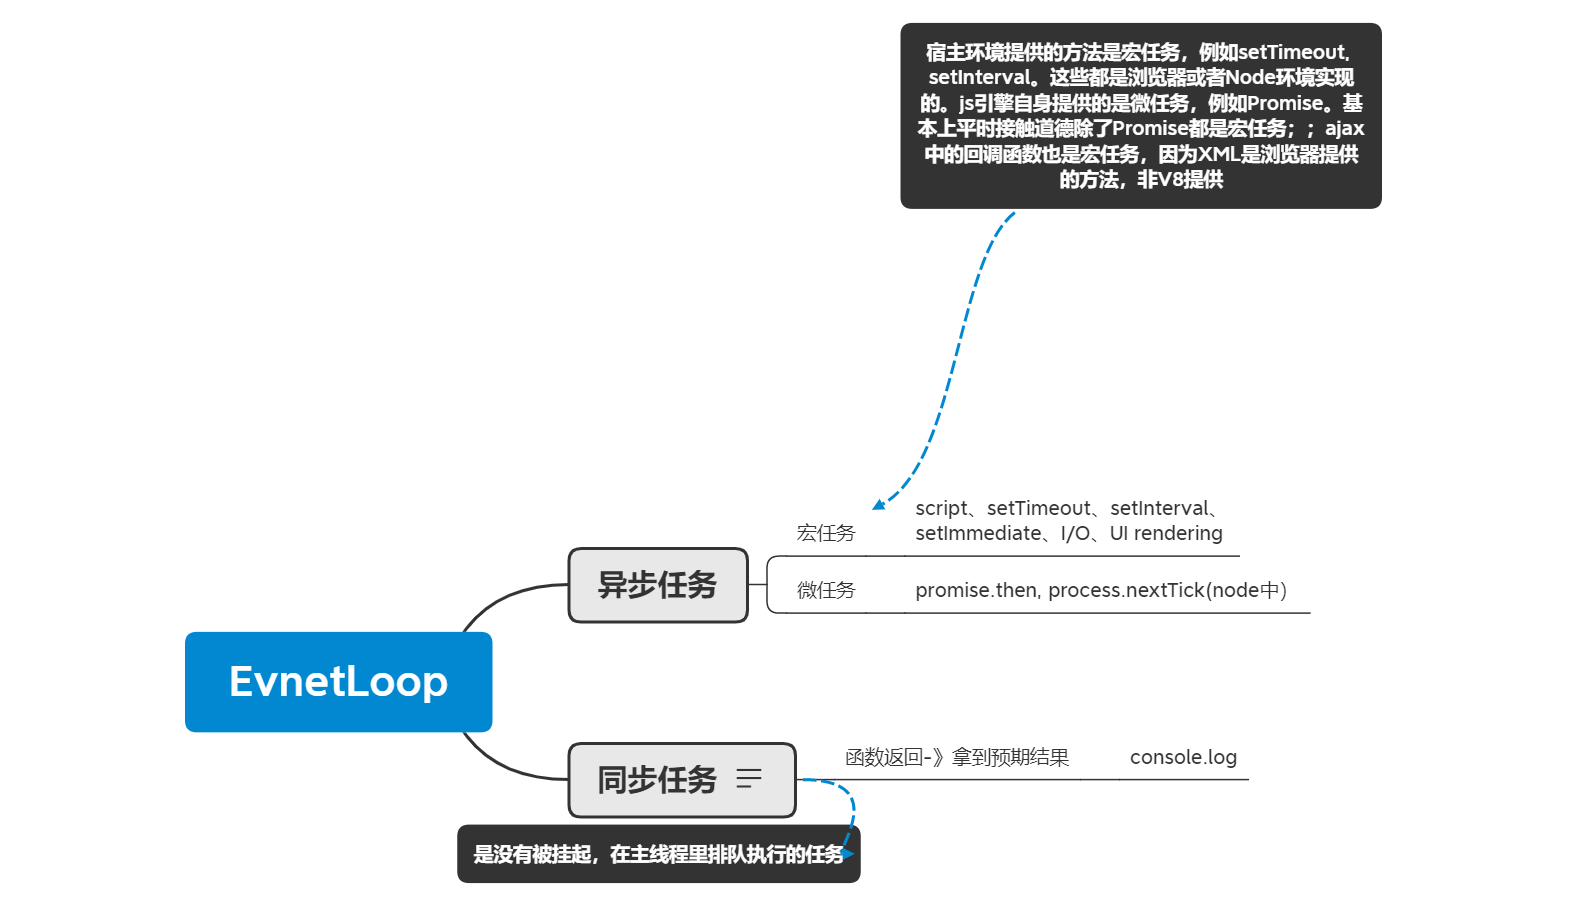 宿主环境提供的方法是宏任务，例如setTimeout,
setInterval。这些都是浏览器或者Node环境实现
的。js引擎自身提供的是微任务，例如Promise。基
本上平时接触道德除了Promise都是宏任务；；ajax
中的回调函数也是宏任务，因为XML是浏览器提供
的方法，非V8提供
script、setTimeout、setInterval、
setImmediate、I/O、UI rendering
宏任务
异步任务
微任务
promise.then, process.nextTick(node中)
EvnetLoop
同步任务
函数返回-》拿到预期结果
console.log
是没有被挂起，在主线程里排队执行的任务